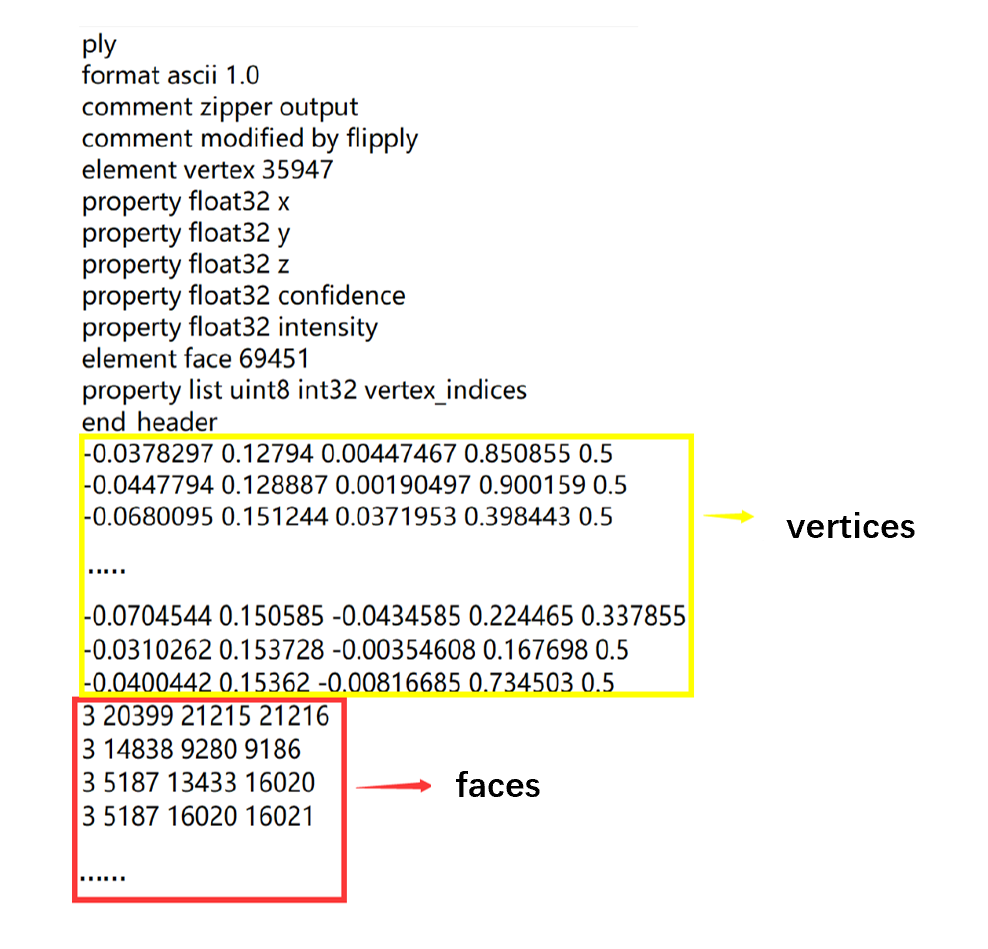 ply
format ascii 1.0
comment zipper output
comment modified by flipply
element vertex 35947
property float32 x
property float32 y
property float32 z
property float32 confidence
property float32 intensity
element face 69451
property list uint8 int32 vertex_indices
end_header
-0.0378297 0.12794 0.00447467 0.850855 0.5
-0.0447794 0.128887 0.00190497 0.900159 0.5
-0.0680095 0.151244 0.0371953 0.398443 0.5
.....
vertices
-0.0704544 0.150585 -0.0434585 0.224465 0.337855
-0.0310262 0.153728 -0.00354608 0.167698 0.5
-0.0400442 0.15362 -0.00816685 0.734503 0.5
3 20399 21215 21216
3 14838 9280 9186
3 5187 13433 16020
3 5187 16020 16021
......
faces